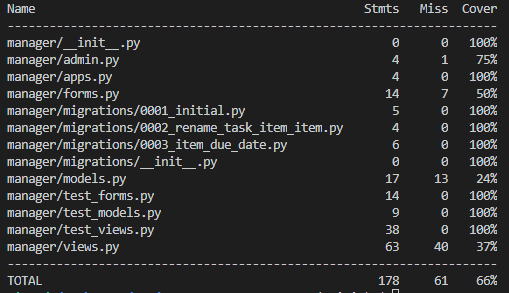 Name Stmts Miss Cover
---------------------------------------------------------------------
manager/__init__.py 0 0 100%
manager/admin.py 4 1 75%
manager/apps.py 4 0 100%
manager/forms.py 14 7 50%
manager/migrations/0001_initial.py 5 0 100%
manager/migrations/0002_rename_task_item_item.py 4 0 100%
manager/migrations/0003_item_due_date.py 6 0 100%
manager/migrations/__init__.py 0 0 100%
manager/models.py 17 13 24%
manager/test_forms.py 14 0 100%
manager/test_models.py 9 0 100%
manager/test_views.py 38 0 100%
manager/views.py 63 40 37%
---------------------------------------------------------------------
TOTAL 178 61 66%